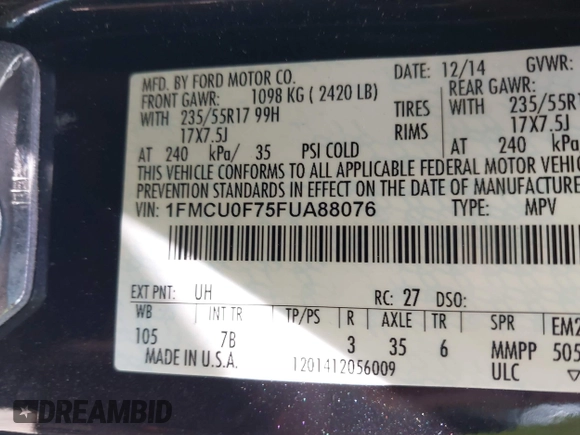 MFD. BY FORD MOTOR CO. DATE: 12/14 GVWR:
FRONT GAWR: 1098 KG ( 2420 LB) REAR GAWR:
WITH 235/55R17 99H TIRES WITH 235/55R1
17X7.5J RIMS 17X7.5J
AT 240 kPa/ 35 PSI COLD AT 240 kPa/
THIS VEHICLE CONFORMS TO ALL APPLICABLE FEDERAL MOTOR VEHIC
PREVENTION STANDARDS IN EFFECT ON THE DATE OF MANUFACTUR
VIN: 1FMCU0F75FUA88076 TYPE: MPV
EXT PNT: UH RC: 27 DSO:
WB INT TR TP/PS R AXLE TR SPR EM2
105 7B 3 35 6 MMPP 505
MADE IN U.S.A. 1201412056009 ULC
DREAMBID